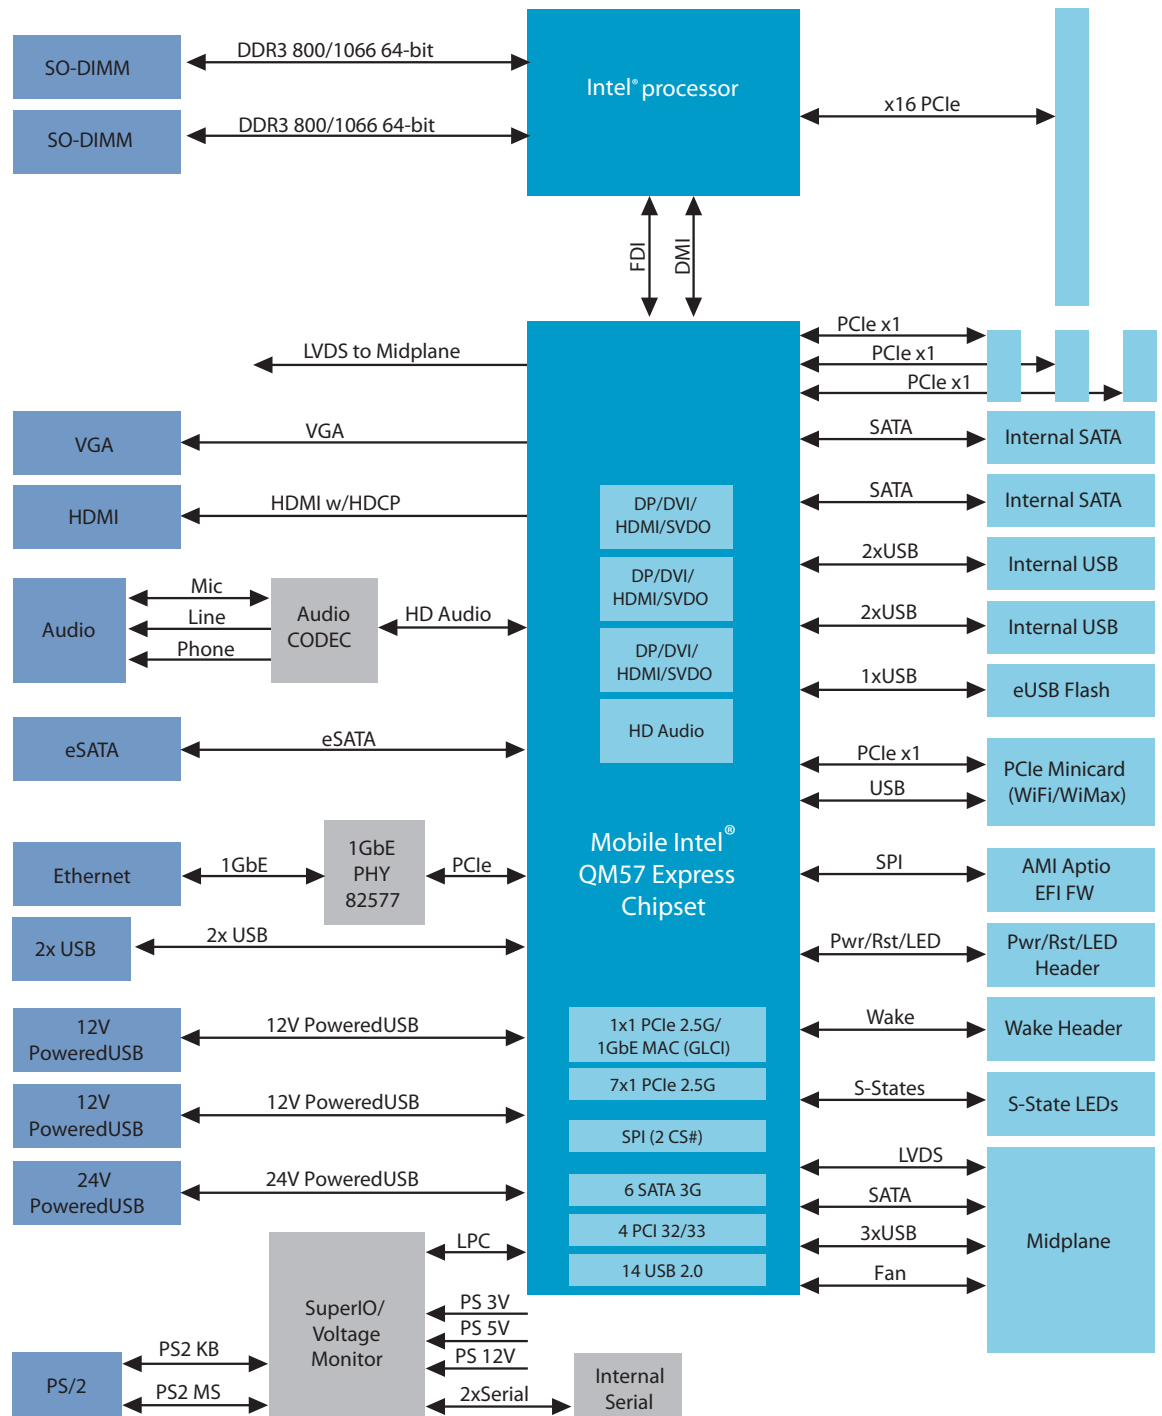 SO-DIMM
DDR3 800/1066 64-bit
SO-DIMM
DDR3 800/1066 64-bit
Intel® processor
x16 PCIe
FDI
DMI
LVDS to Midplane
VGA
VGA
HDMI
HDMI w/HDCP
Audio
Mic
Line
Phone
Audio
CODEC
HD Audio
eSATA
eSATA
Ethernet
1GbE
1GbE
PHY
82577
PCIe
2x USB
2x USB
12V
PoweredUSB
12V PoweredUSB
12V
PoweredUSB
12V PoweredUSB
24V
PoweredUSB
24V PoweredUSB
DP/DVI/
HDMI/SVDO
DP/DVI/
HDMI/SVDO
DP/DVI/
HDMI/SVDO
HD Audio
Mobile Intel®
QM57 Express
Chipset
1x1 PCIe 2.5G/
1GbE MAC (GLCI)
7x1 PCIe 2.5G
SPI (2 CS#)
6 SATA 3G
4 PCI 32/33
14 USB 2.0
PCIe x1
PCIe x1
PCIe x1
SATA
Internal SATA
SATA
Internal SATA
2xUSB
Internal USB
2xUSB
Internal USB
1xUSB
eUSB Flash
PCIe x1
USB
PCIe Minicard
(WiFi/WiMax)
SPI
AMI Aptio
EFI FW
Pwr/Rst/LED
Pwr/Rst/LED
Header
Wake
Wake Header
S-States
S-State LEDs
LVDS
SATA
3xUSB
Fan
Midplane
SuperIO/
Voltage
Monitor
LPC
PS 3V
PS 5V
PS 12V
2xSerial
Internal
Serial
PS/2
PS2 KB
PS2 MS